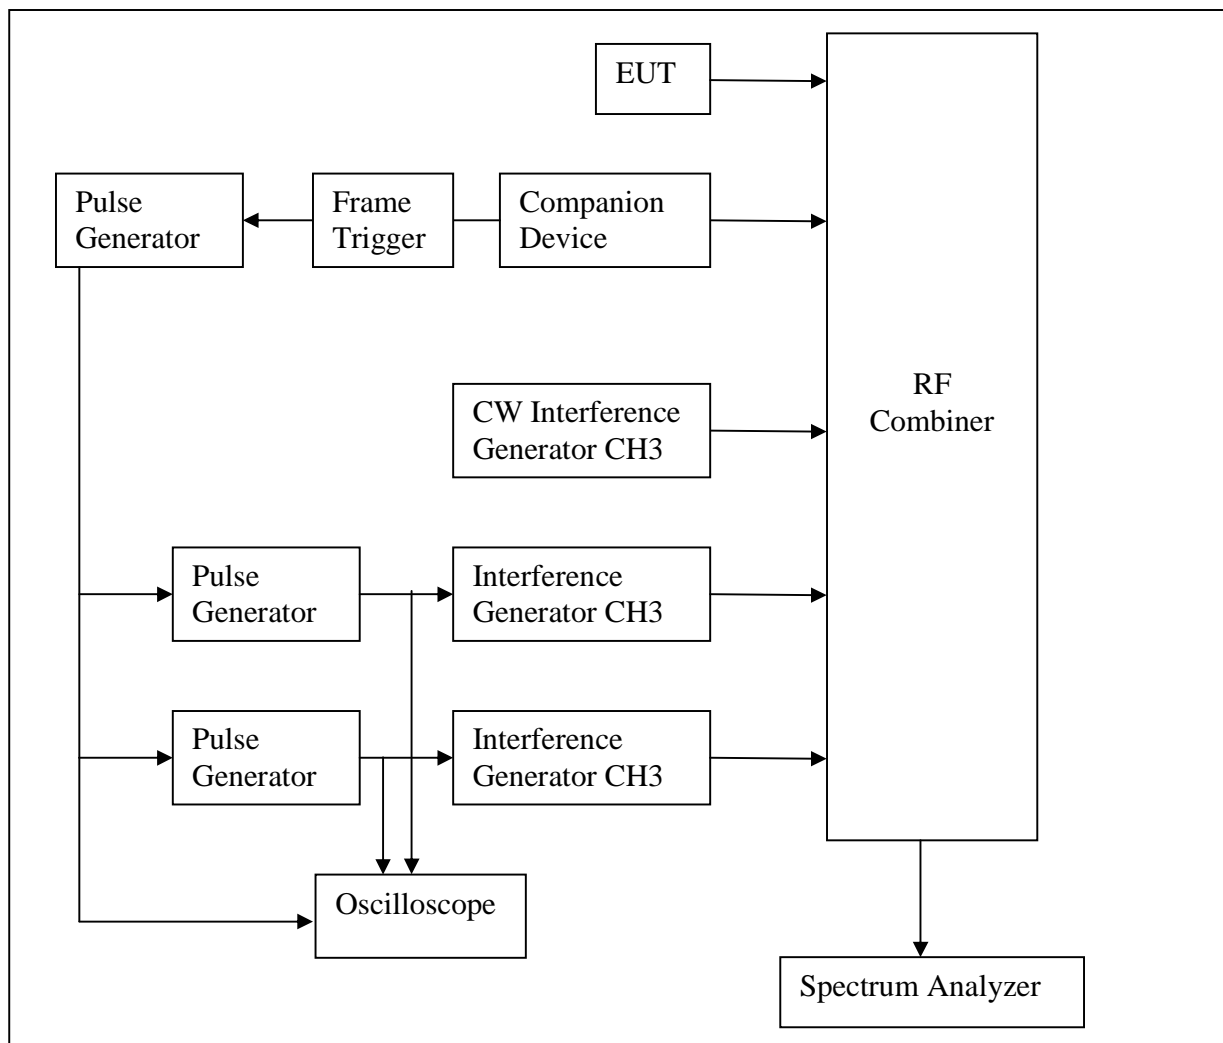 EUT
Pulse
Generator
Frame
Trigger
Companion
Device
RF
Combiner
CW Interference
Generator CH3
Pulse
Generator
Interference
Generator CH3
Pulse
Generator
Interference
Generator CH3
Oscilloscope
Spectrum Analyzer